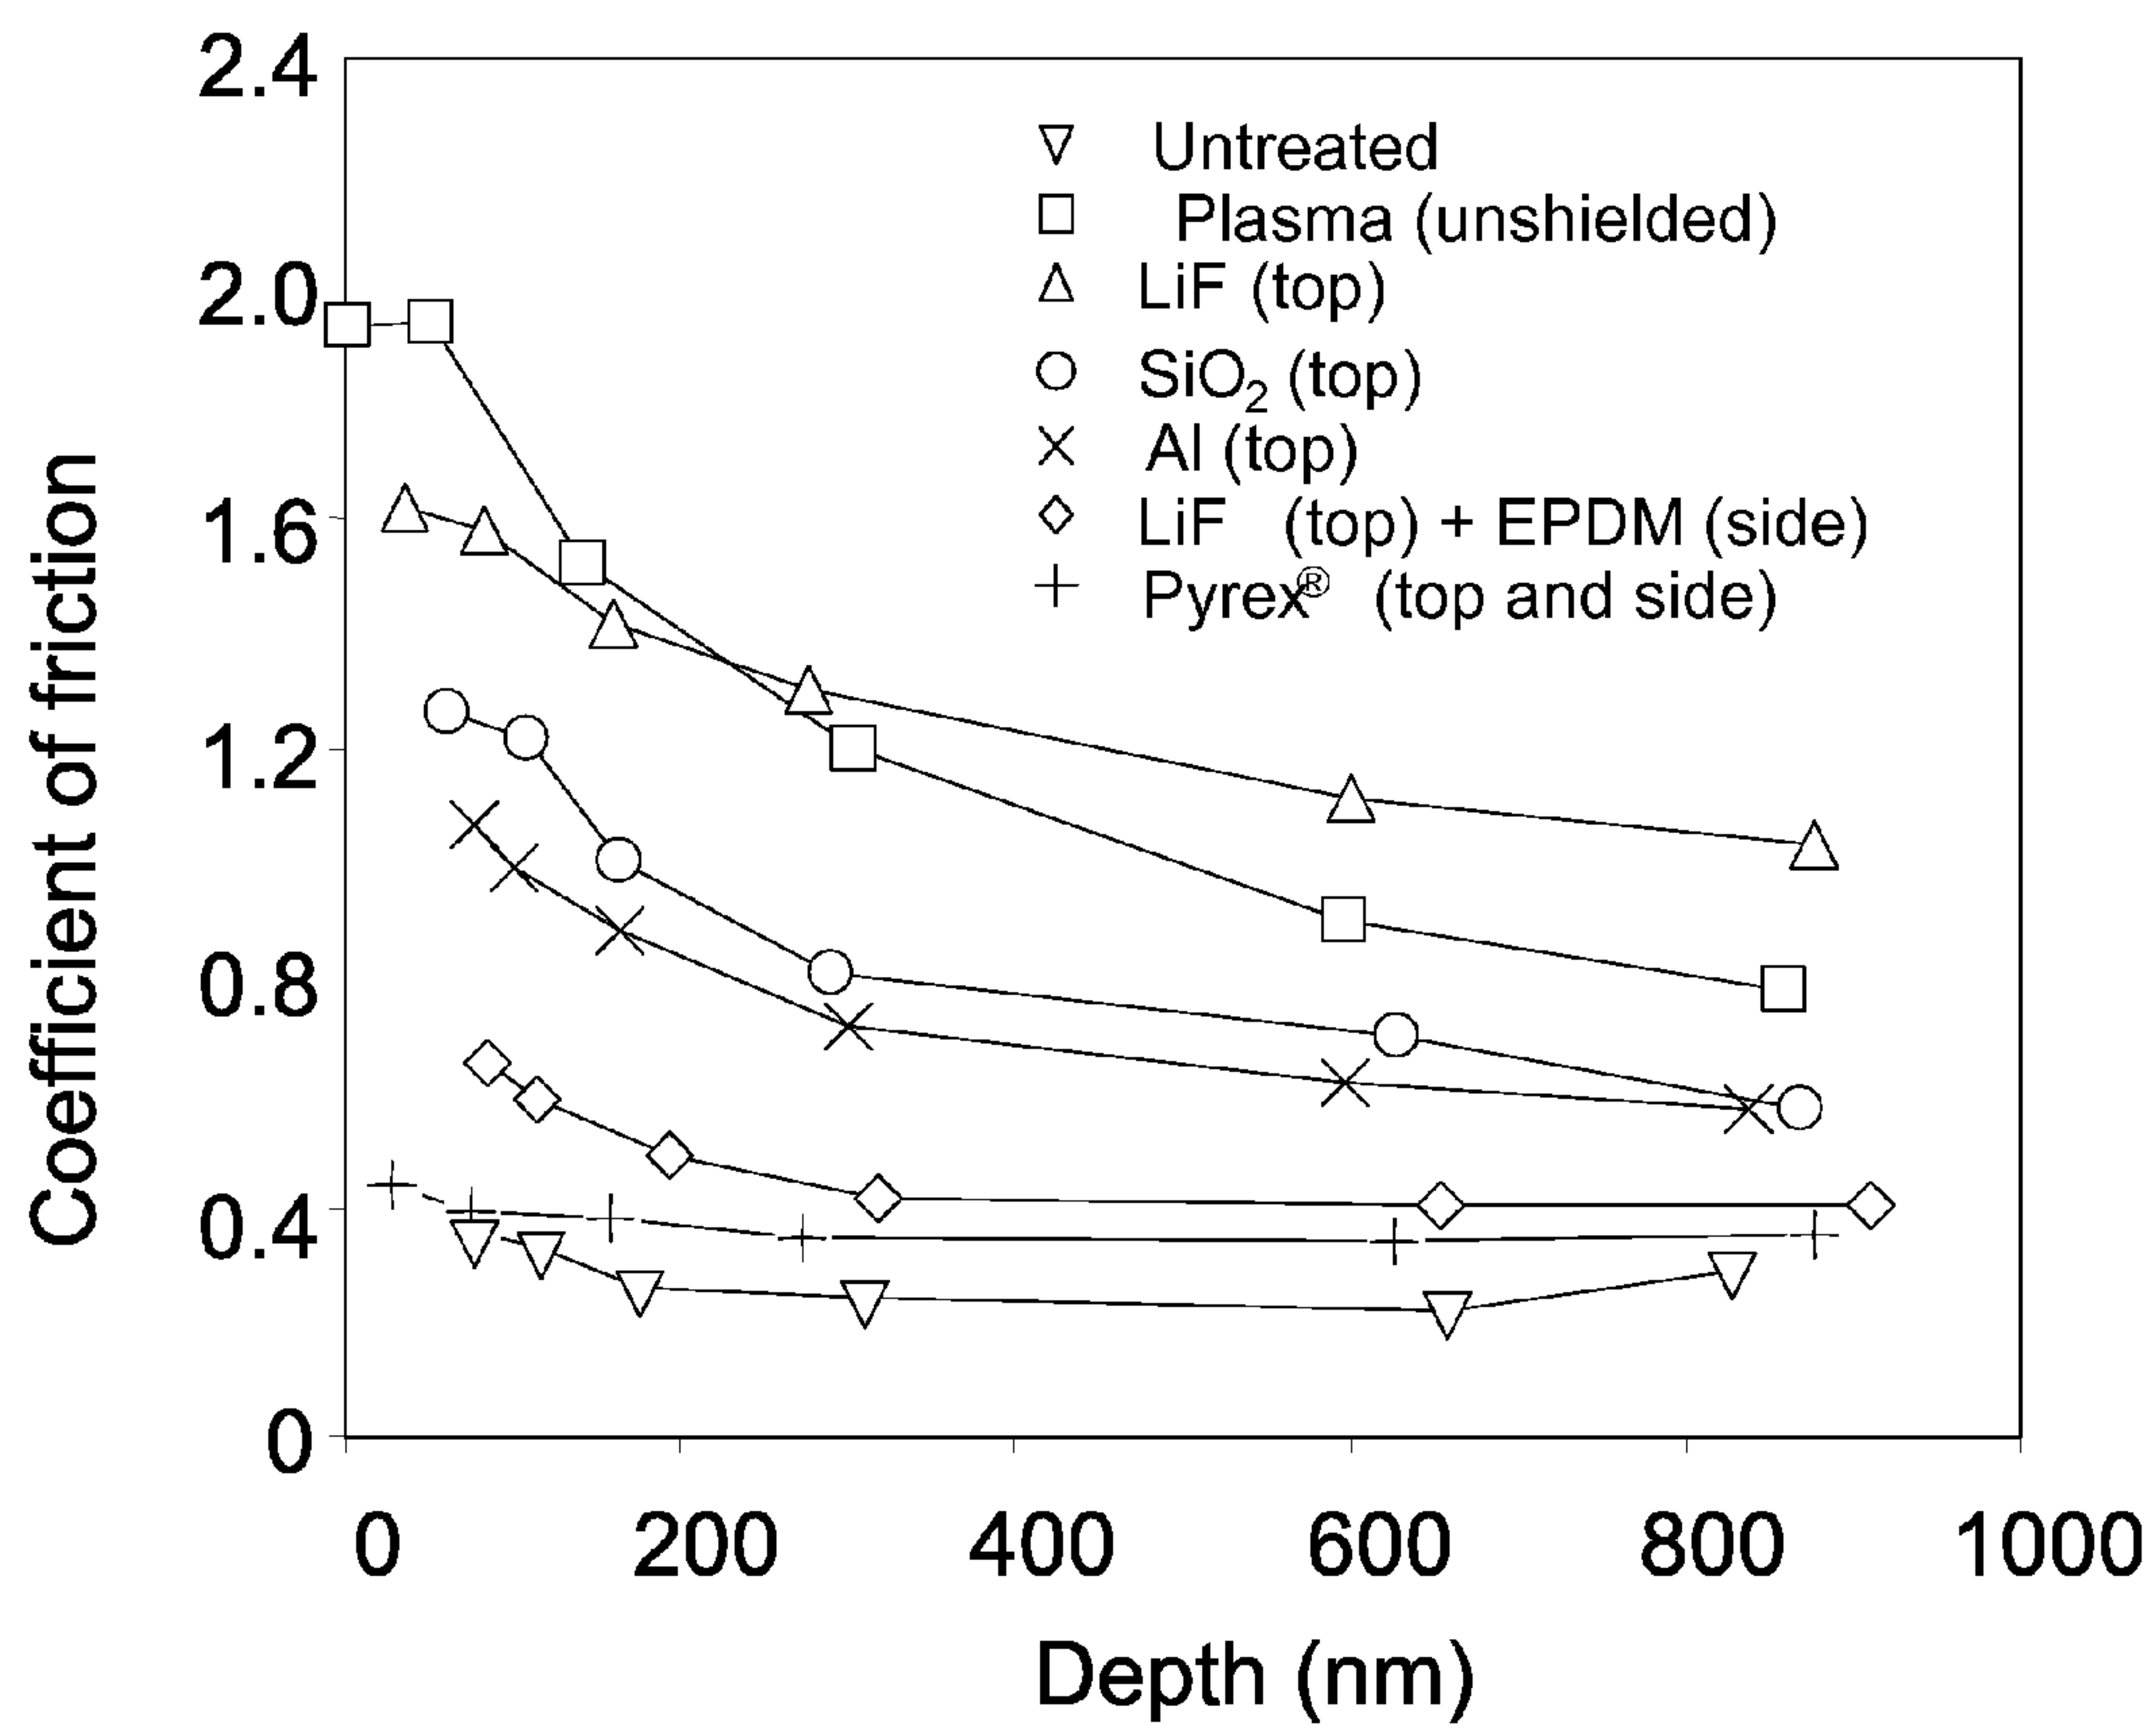 2.4
2.0
1.6
1.2
0.8
0.4
0
Coefficient of friction
Untreated
Plasma (unshielded)
LiF (top)
SiO₂ (top)
Al (top)
LiF (top) + EPDM (side)
Pyrex® (top and side)
0 200 400 600 800 1000
Depth (nm)